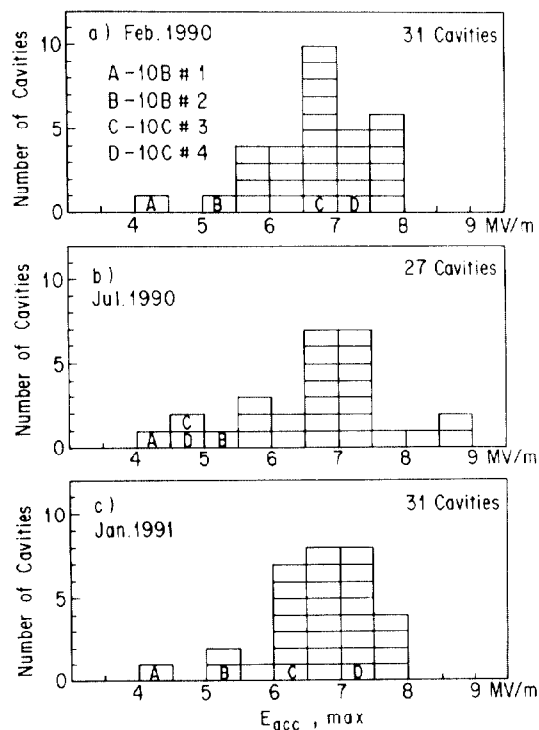 a) Feb. 1990
31 Cavities
A-10B # 1
B-10B # 2
C-10C # 3
D-10C # 4
Number of Cavities
10
5
0
A
B
C
D
4 5 6 7 8 9 MV/m
b)
Jul. 1990
27 Cavities
Number of Cavities
10
5
0
C
A
D
B
4 5 6 7 8 9 MV/m
c)
Jan. 1991
31 Cavities
Number of Cavities
10
5
0
A
B
C
D
4 5 6 7 8 9 MV/m
Eacc , max